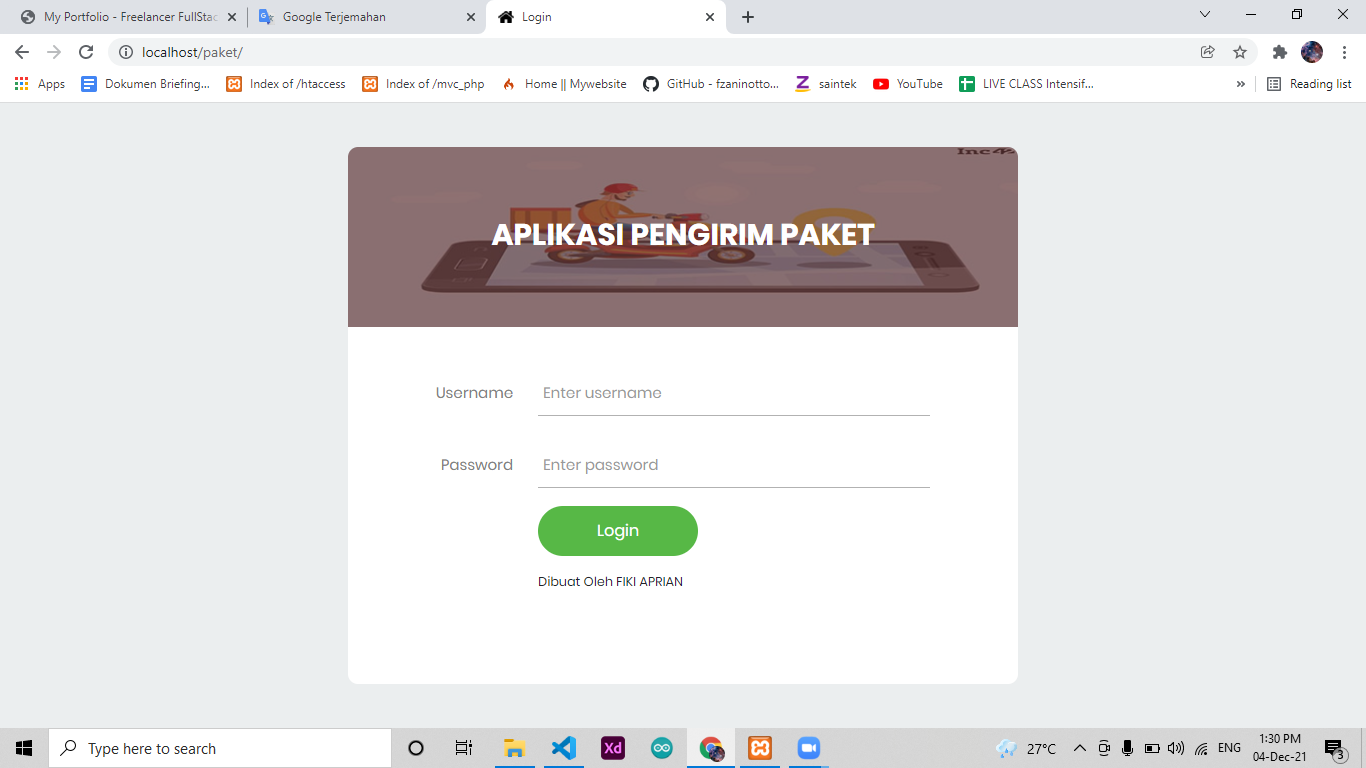 My Portfolio - Freelancer FullStac
Google Terjemahan
Login
localhost/paket/
Apps
Dokumen Briefing...
Index of /htaccess
Index of /mvc_php
Home || Mywebsite
GitHub - fzaninotto...
saintek
YouTube
LIVE CLASS Intensif...
»
Reading list
Inc42
APLIKASI PENGIRIM PAKET
Username
Enter username
Password
Enter password
Login
Dibuat Oleh FIKI APRIAN
Type here to search
Xd
27°C
ENG
1:30 PM
04-Dec-21
3